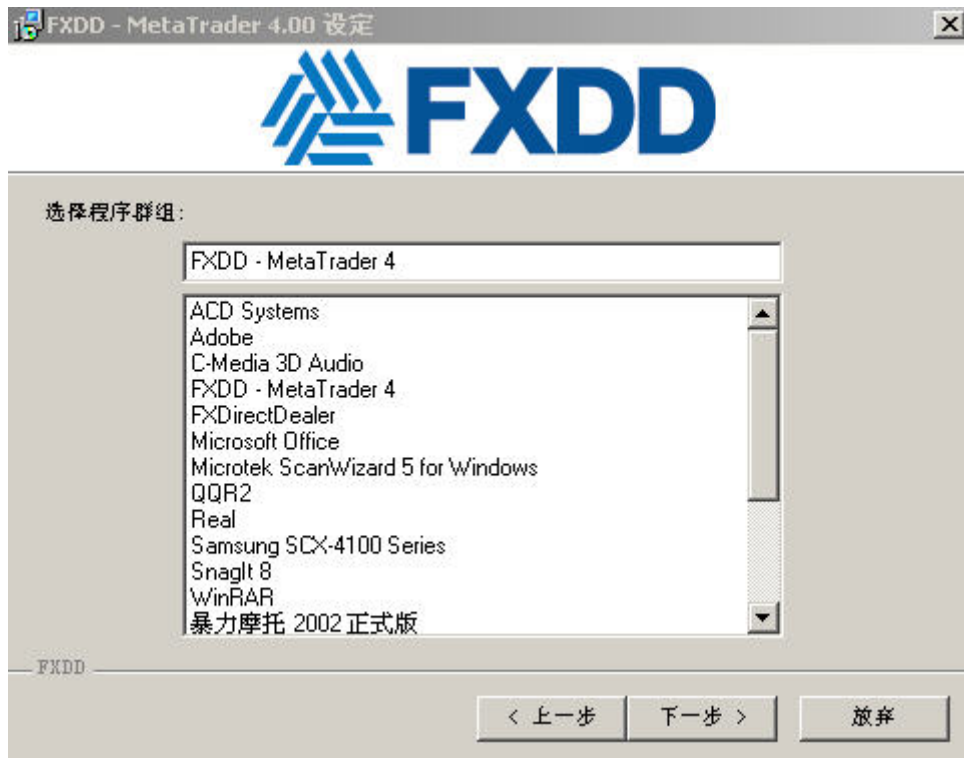 FXDD - MetaTrader 4.00 设定
FXDD
选择程序群组:
FXDD - MetaTrader 4
ACD Systems
Adobe
C-Media 3D Audio
FXDD - MetaTrader 4
FXDirectDealer
Microsoft Office
Microtek ScanWizard 5 for Windows
QQR2
Real
Samsung SCX-4100 Series
SnagIt 8
WinRAR
暴力摩托 2002 正式版
FXDD
< 上一步
下一步 >
放弃